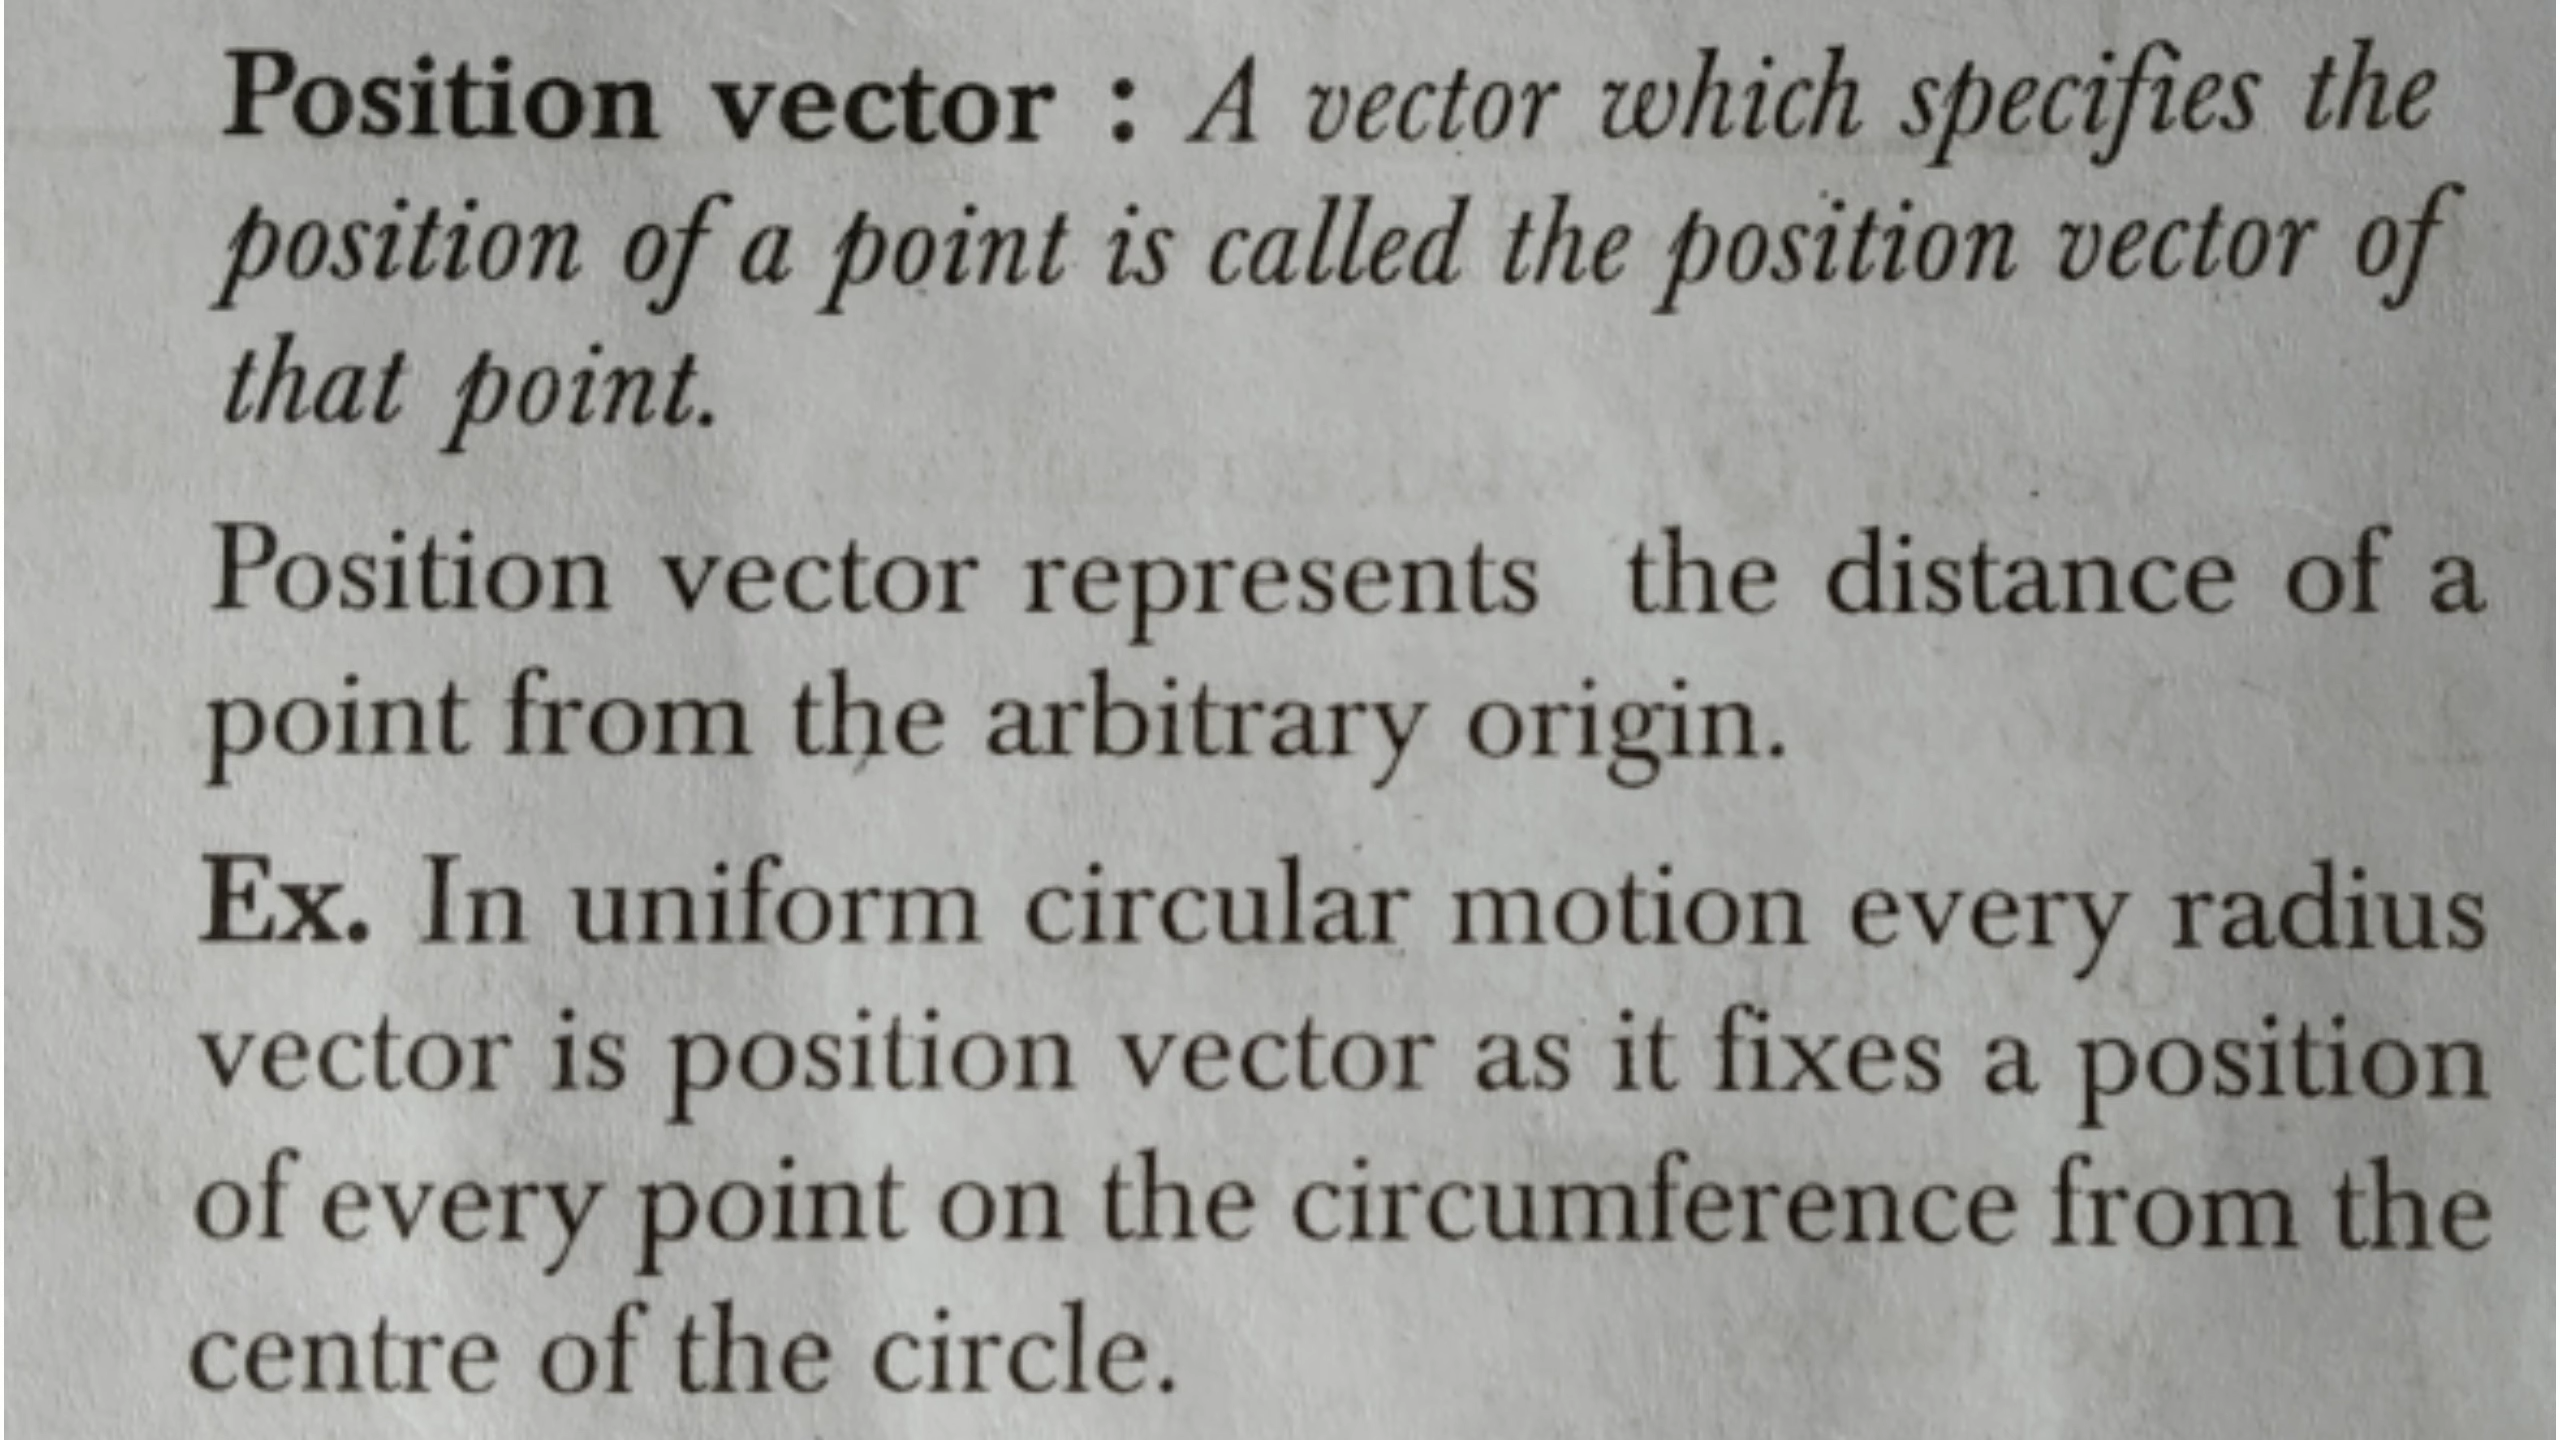 Position vector : A vector which specifies the
position of a point is called the position vector of
that point.
Position vector represents the distance of a
point from the arbitrary origin.
Ex. In uniform circular motion every radius
vector is position vector as it fixes a position
of every point on the circumference from the
centre of the circle.